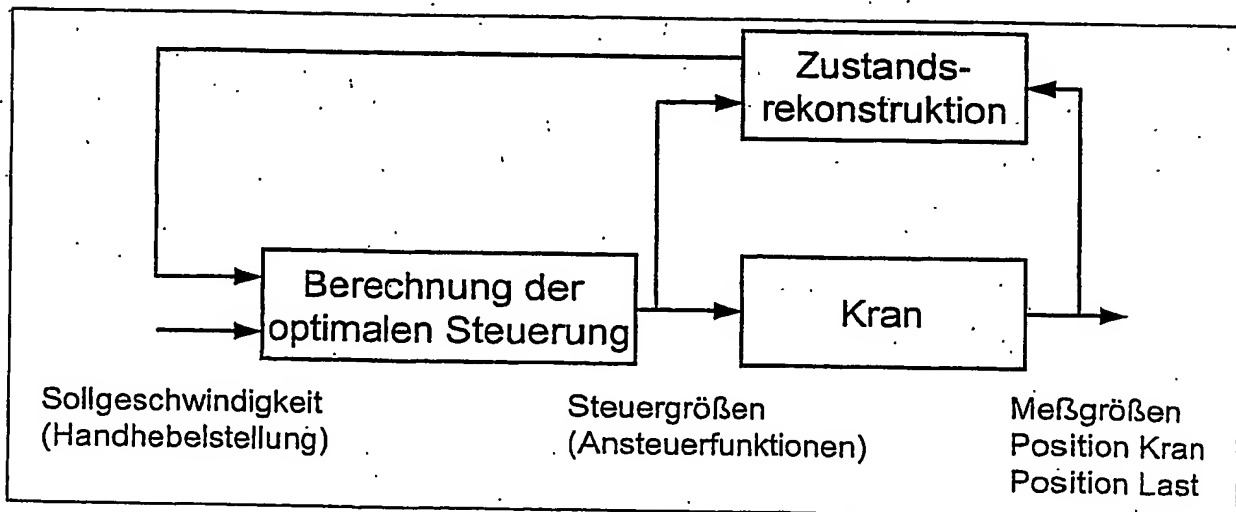 Zustands-
rekonstruktion
Berechnung der
optimalen Steuerung
Kran
Sollgeschwindigkeit
(Handhebelstellung)
Steuergrößen
(Ansteuerfunktionen)
Meßgrößen
Position Kran
Position Last